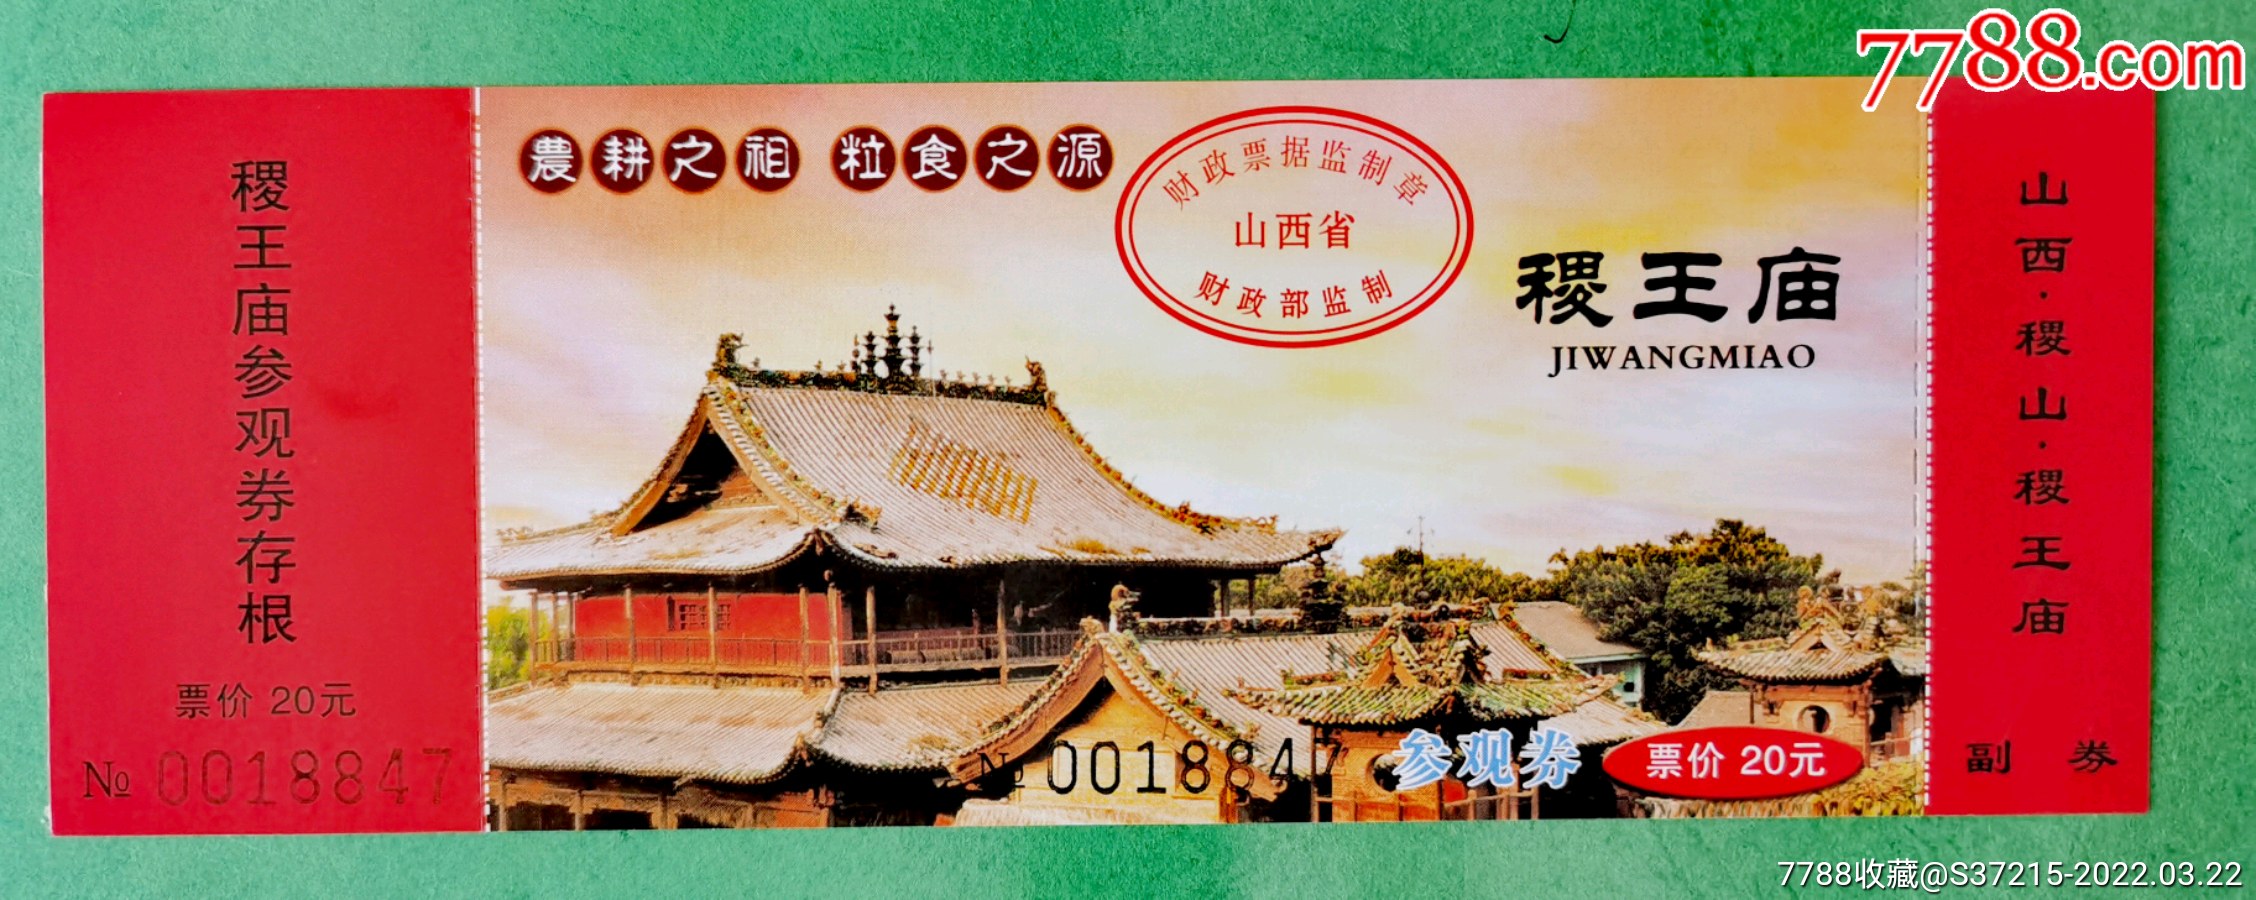 7788.com
稷王庙参观券存根
票价 20元
№ 0018847
農耕之祖 粒食之源
财政票据监制章
山西省
财政部监制
稷王庙
JIWANGMIAO
№ 0018847
参观券
票价 20元
山西·稷山·稷王庙
副 券
7788收藏@S37215-2022.03.22